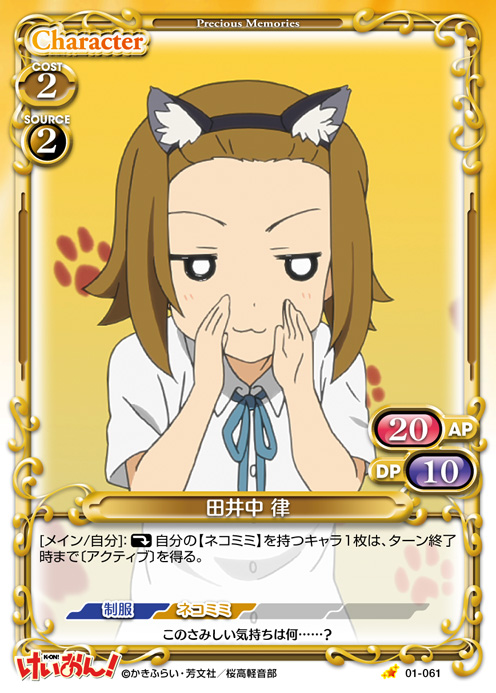 Precious Memories
Character
COST
2
SOURCE
2
20 AP
DP 10
田井中 律
[メイン/自分]: 自分の【ネコミミ】を持つキャラ1枚は、ターン終了
時まで〔アクティブ〕を得る。
制服 ネコミミ
このさみしい気持ちは何……?
K-ON!
けいおん!
©かきふらい・芳文社/桜高軽音部
01-061